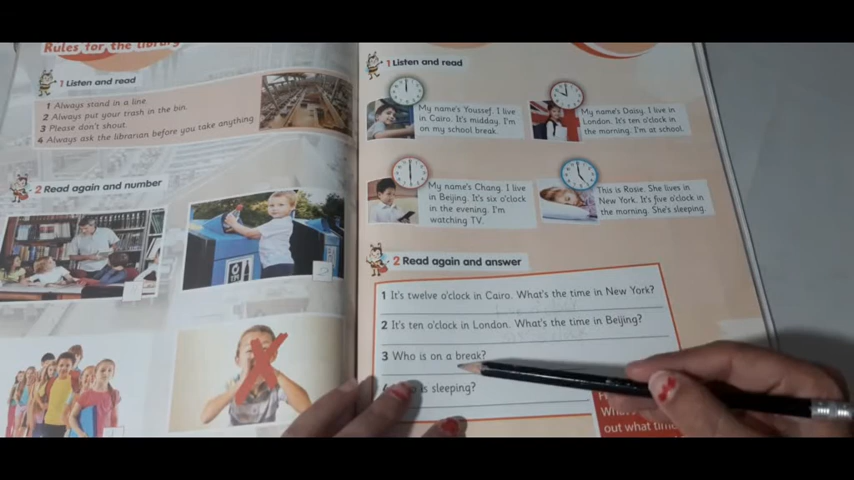 Rules for the library
1 Listen and read
1 Always stand in a line.
2 Always put your trash in the bin.
3 Please don't shout.
4 Always ask the librarian before you take anything
2 Read again and number
1 Listen and read
My name's Youssef. I live
in Cairo. It's midday. I'm
on my school break.
My name's Daisy. I live in
London. It's ten o'clock in
the morning. I'm at school.
My name's Chang. I live
in Beijing. It's six o'clock
in the evening. I'm
watching TV.
This is Rosie. She lives in
New York. It's five o'clock in
the morning. She's sleeping.
2 Read again and answer
1 It's twelve o'clock in Cairo. What's the time in New York?
2 It's ten o'clock in London. What's the time in Beijing?
3 Who is on a break?
is sleeping?
out what time